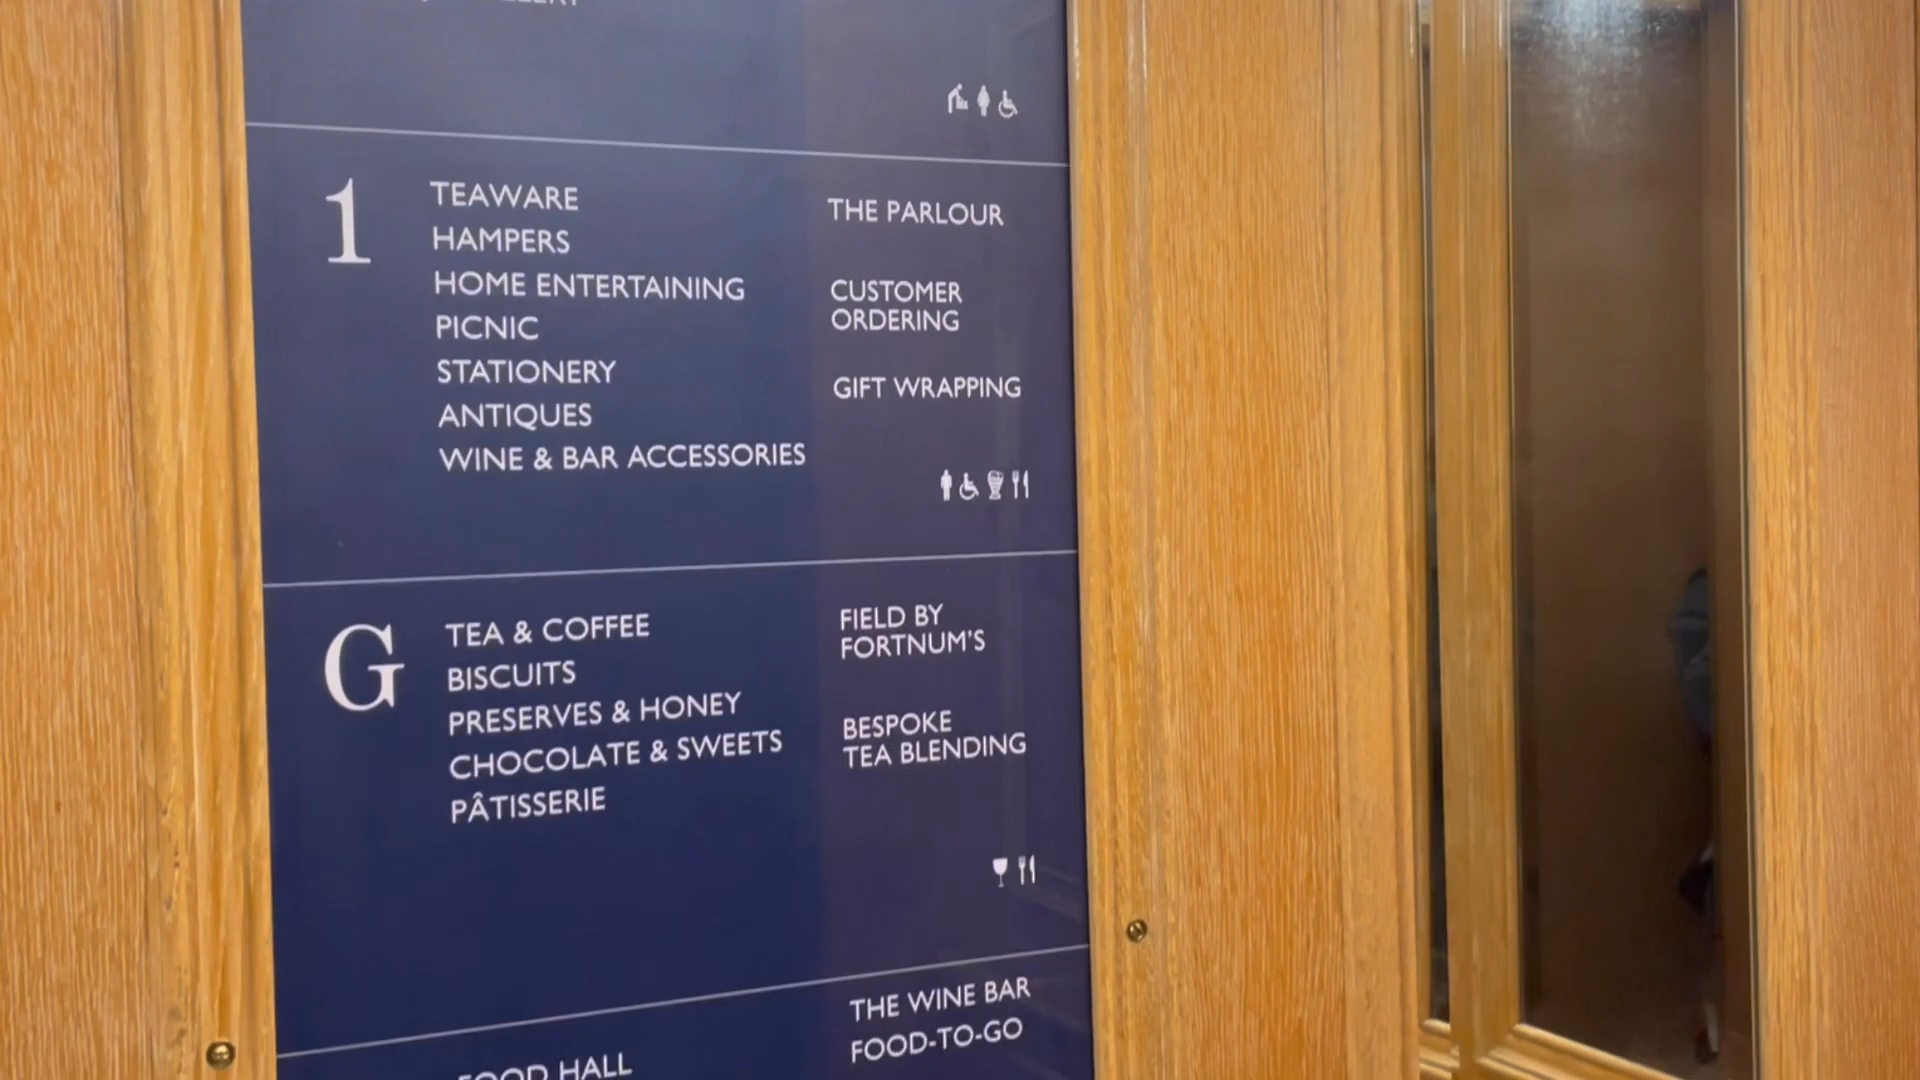 1
TEAWARE
HAMPERS
HOME ENTERTAINING
PICNIC
STATIONERY
ANTIQUES
WINE & BAR ACCESSORIES
THE PARLOUR
CUSTOMER
ORDERING
GIFT WRAPPING
G
TEA & COFFEE
BISCUITS
PRESERVES & HONEY
CHOCOLATE & SWEETS
PÂTISSERIE
FIELD BY
FORTNUM'S
BESPOKE
TEA BLENDING
FOOD HALL
THE WINE BAR
FOOD-TO-GO